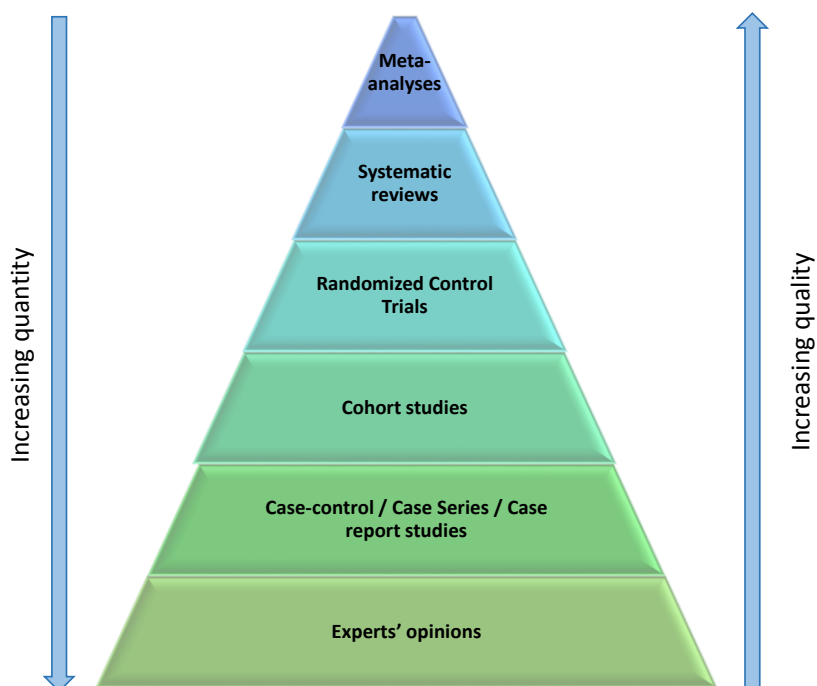 Meta-
analyses
Systematic
reviews
Randomized Control
Trials
Cohort studies
Case-control / Case Series / Case
report studies
Experts’ opinions
Increasing quantity
Increasing quality